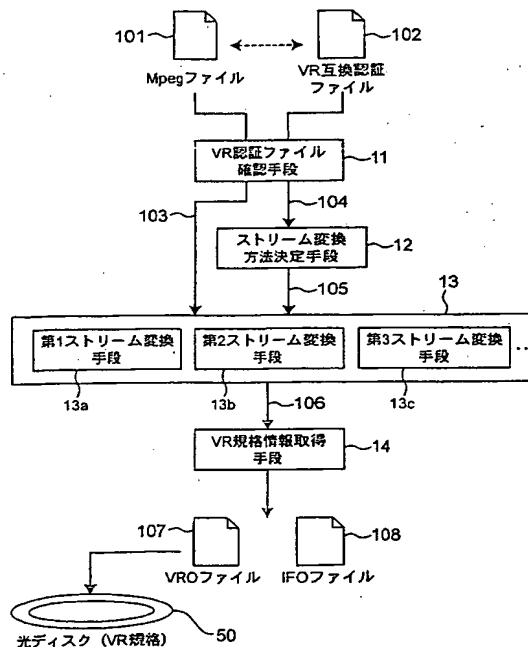 101
102
Mpegファイル
VR互換認証
ファイル
VR認証ファイル
確認手段
11
103
104
ストリーム変換
方法決定手段
12
105
13
第1ストリーム変換
手段
第2ストリーム変換
手段
第3ストリーム変換
手段
...
13a
13b
106
13c
VR規格情報取得
手段
14
107
108
VROファイル
IFOファイル
50
光ディスク（VR規格）